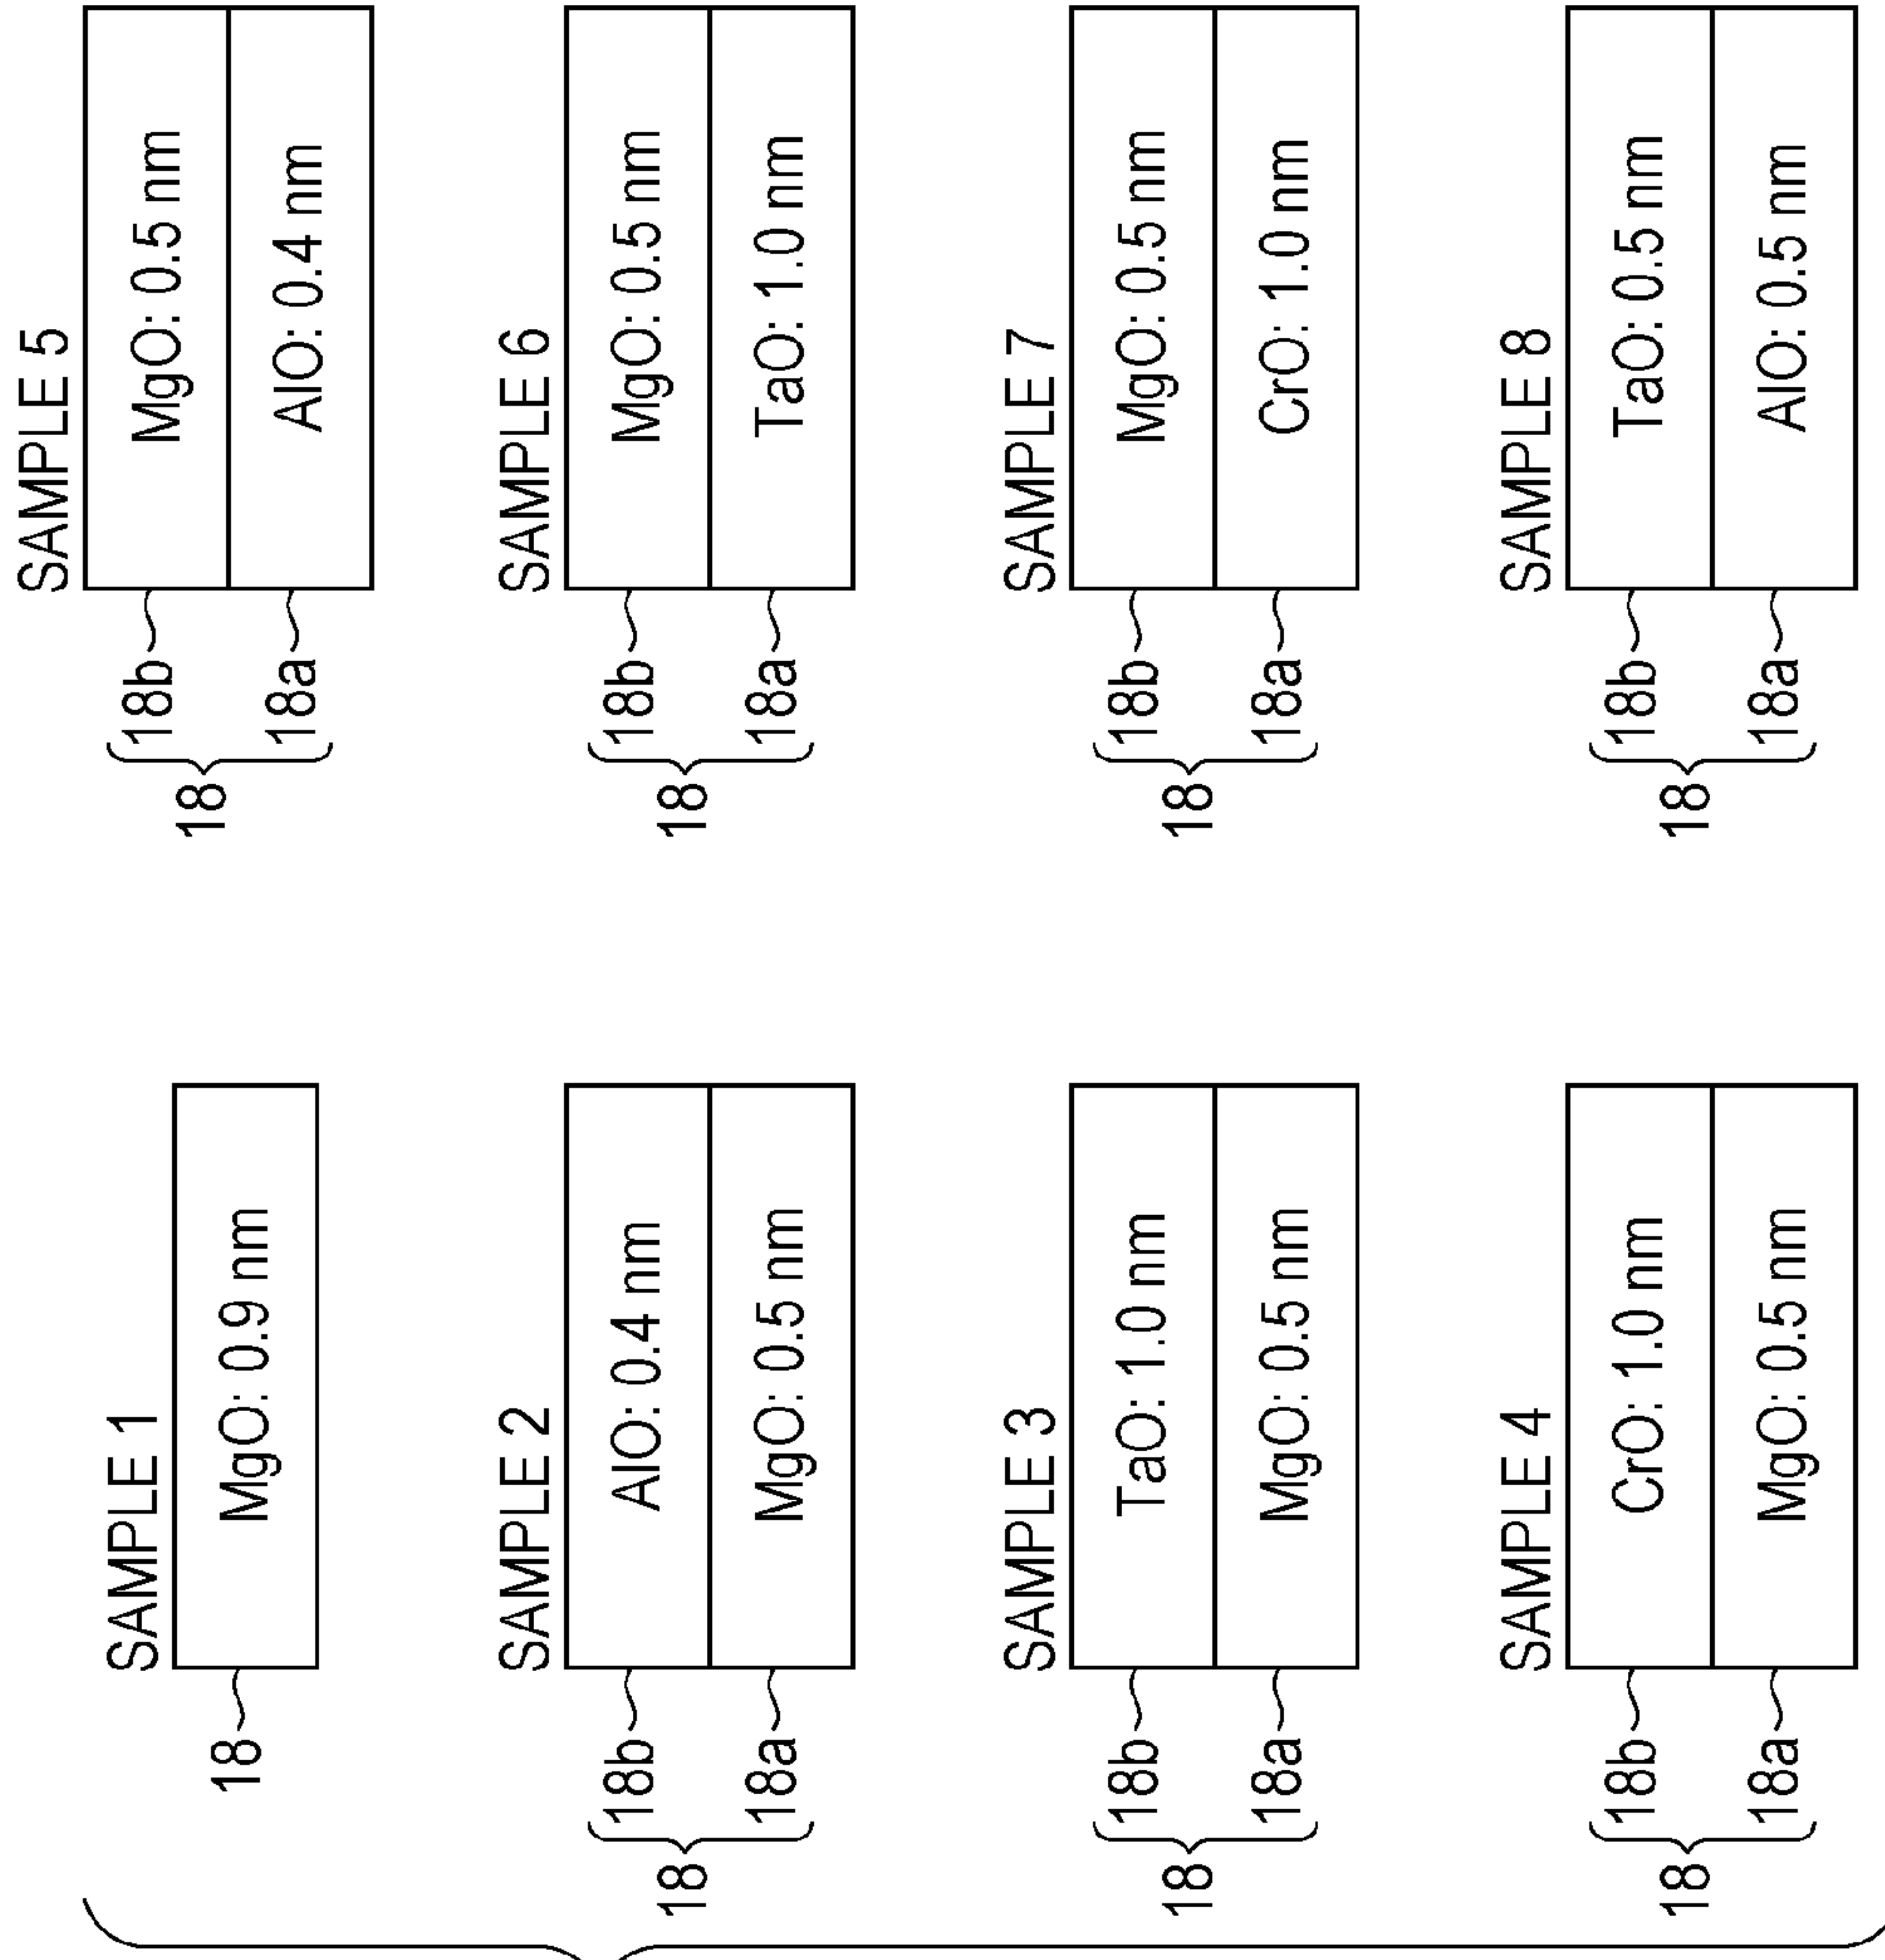 SAMPLE 1
18 MgO: 0.9 nm
SAMPLE 2
18b AlO: 0.4 nm
18
18a MgO: 0.5 nm
SAMPLE 3
18b TaO: 1.0 nm
18
18a MgO: 0.5 nm
SAMPLE 4
18b CrO: 1.0 nm
18
18a MgO: 0.5 nm
SAMPLE 5
18b MgO: 0.5 nm
18
18a AlO: 0.4 nm
SAMPLE 6
18b MgO: 0.5 nm
18
18a TaO: 1.0 nm
SAMPLE 7
18b MgO: 0.5 nm
18
18a CrO: 1.0 nm
SAMPLE 8
18b TaO: 0.5 nm
18
18a AlO: 0.5 nm